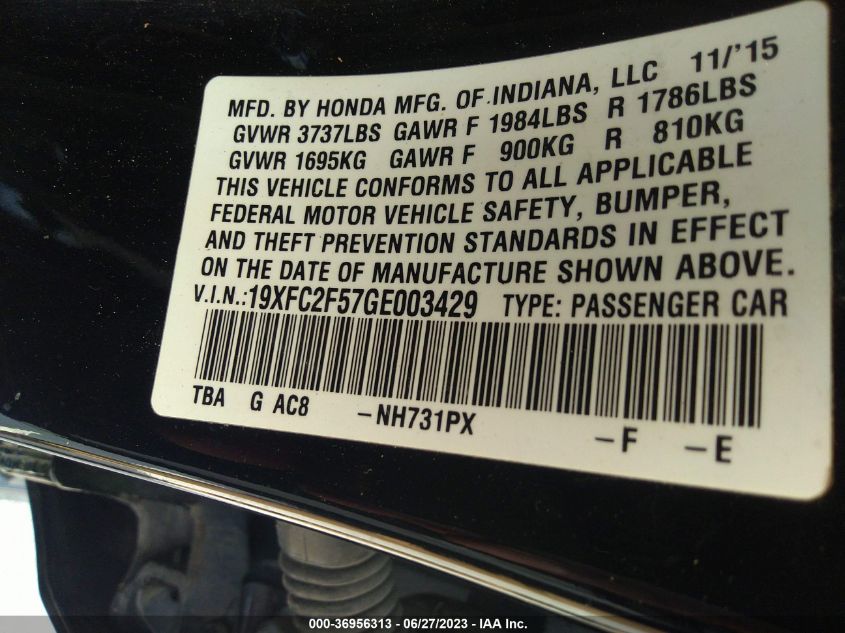 MFD. BY HONDA MFG. OF INDIANA, LLC 11/'15
GVWR 3737LBS GAWR F 1984LBS R 1786LBS
GVWR 1695KG GAWR F 900KG R 810KG
THIS VEHICLE CONFORMS TO ALL APPLICABLE
FEDERAL MOTOR VEHICLE SAFETY, BUMPER,
AND THEFT PREVENTION STANDARDS IN EFFECT
ON THE DATE OF MANUFACTURE SHOWN ABOVE.
V.I.N.:19XFC2F57GE003429 TYPE: PASSENGER CAR
TBA G AC8 -NH731PX -F -E
000-36956313 / 06/27/2023 / IAA Inc.